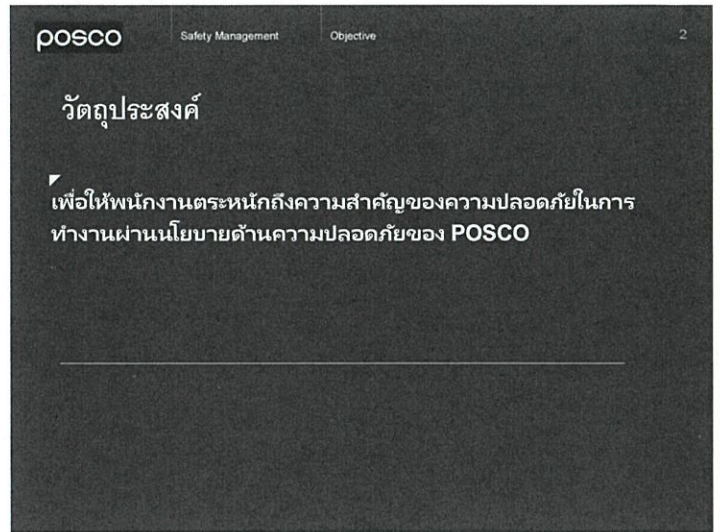 posco Safety Management Objective 2
วัตถุประสงค์
เพื่อให้พนักงานตระหนักถึงความสำคัญของความปลอดภัยในการ
ทำงานผ่านนโยบายด้านความปลอดภัยของ POSCO